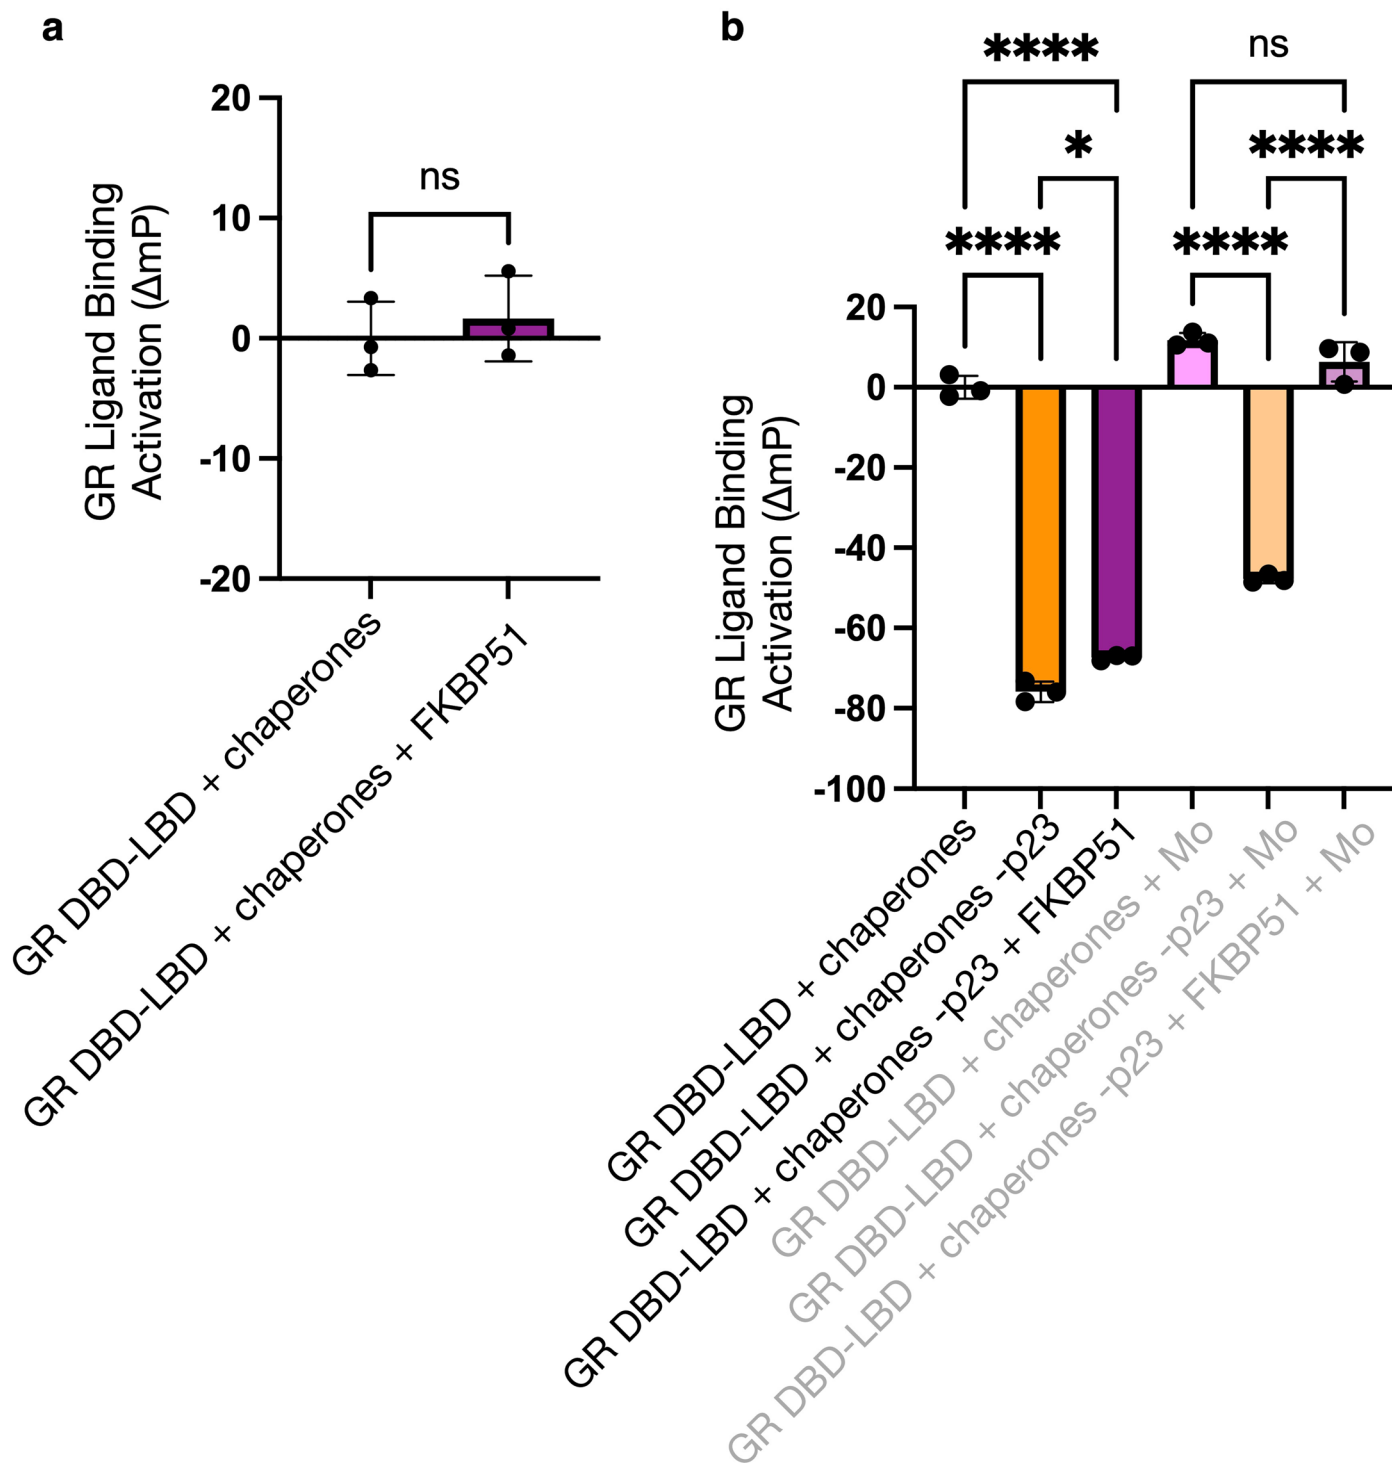 a
GR Ligand Binding
Activation (ΔmP)
20
10
0
-10
-20
ns
GR DBD-LBD + chaperones
GR DBD-LBD + chaperones + FKBP51
b
**** ns
* ****
**** ****
GR Ligand Binding
Activation (ΔmP)
20
0
-20
-40
-60
-80
-100
GR DBD-LBD + chaperones
GR DBD-LBD + chaperones -p23
GR DBD-LBD + chaperones -p23 + FKBP51
GR DBD-LBD + chaperones + Mo
GR DBD-LBD + chaperones -p23 + Mo
GR DBD-LBD + chaperones -p23 + FKBP51 + Mo